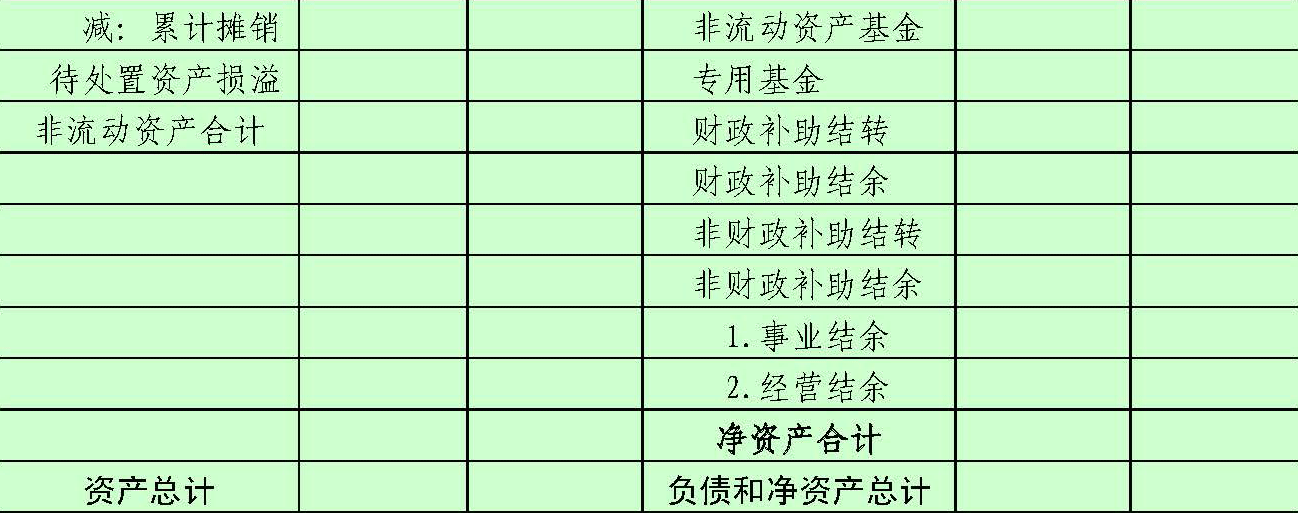 减：累计摊销 非流动资产基金
待处置资产损溢 专用基金
非流动资产合计 财政补助结转
财政补助结余
非财政补助结转
非财政补助结余
1.事业结余
2.经营结余
净资产合计
资产总计 负债和净资产总计